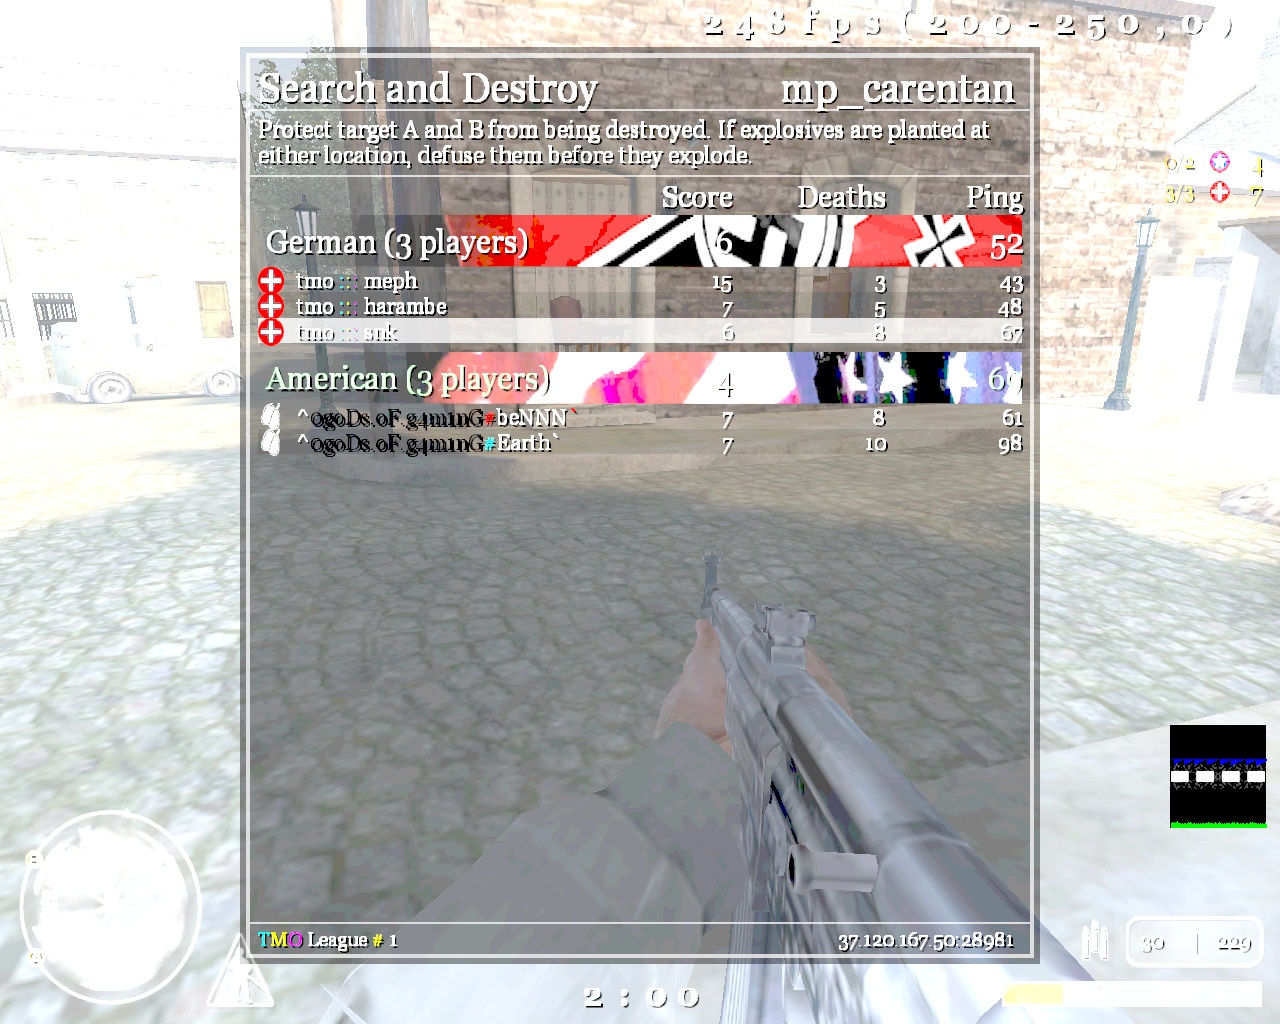 248 fps ( 200 - 250 , 0 )
Search and Destroy mp_carentan
Protect target A and B from being destroyed. If explosives are planted at
either location, defuse them before they explode.
0/2 4
3/3 7
Score Deaths Ping
German (3 players) 6 52
tmo ::: meph 15 3 43
tmo ::: harambe 7 5 48
tmo ::: snk 6 8 67
American (3 players) 4
^0goDs.oF.g4m1nG#beNNN` 7 8 61
^0goDs.oF.g4m1nG#Earth` 7 10 98
B
A
TMO League # 1 37.120.167.50:28981
30 | 229
2 : 00